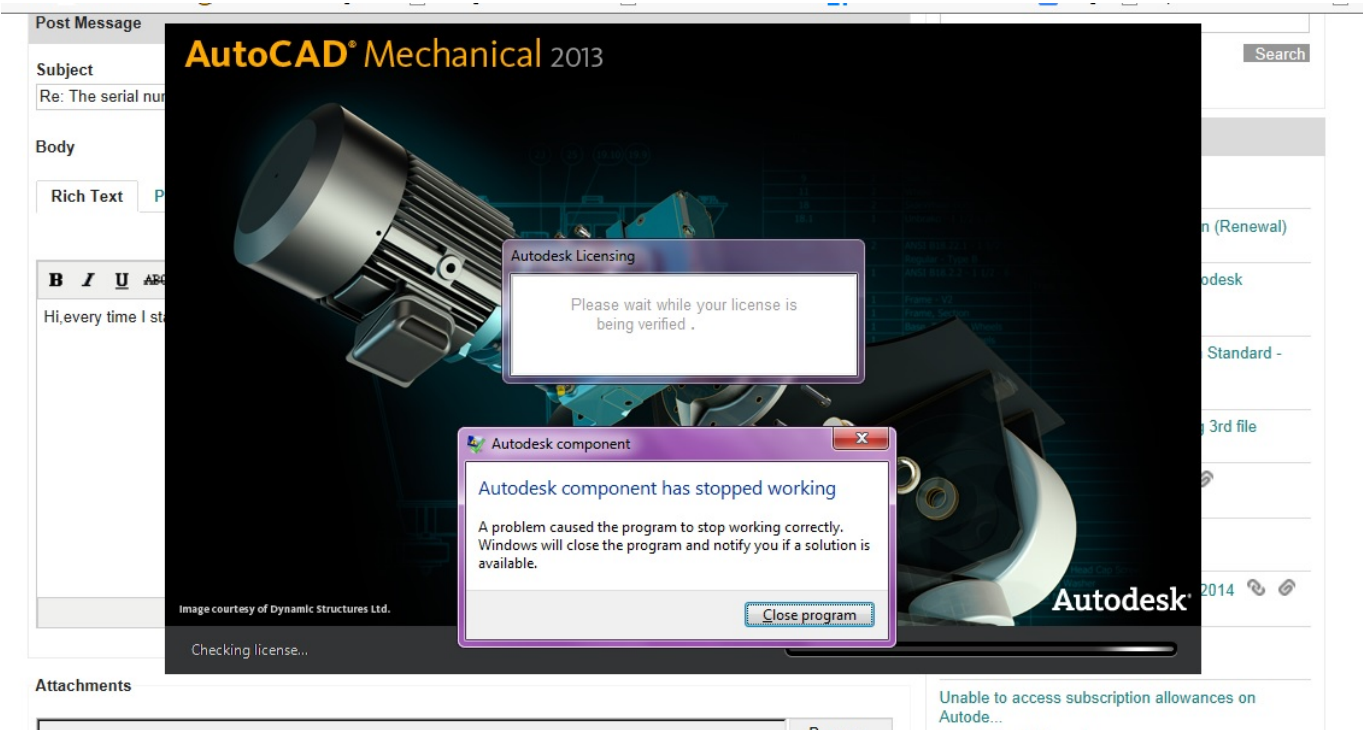 Post Message
AutoCAD® Mechanical 2013
Search
Subject
Re: The serial nur
Body
Rich Text P
n (Renewal)
Autodesk Licensing
B I U ABC
odesk
Please wait while your license is
being verified .
Hi,every time I sta
Standard -
Autodesk component
3rd file
Autodesk component has stopped working
A problem caused the program to stop working correctly.
Windows will close the program and notify you if a solution is
available.
2014
Autodesk
Image courtesy of Dynamic Structures Ltd.
Close program
Checking license...
Attachments
Unable to access subscription allowances on
Autode...